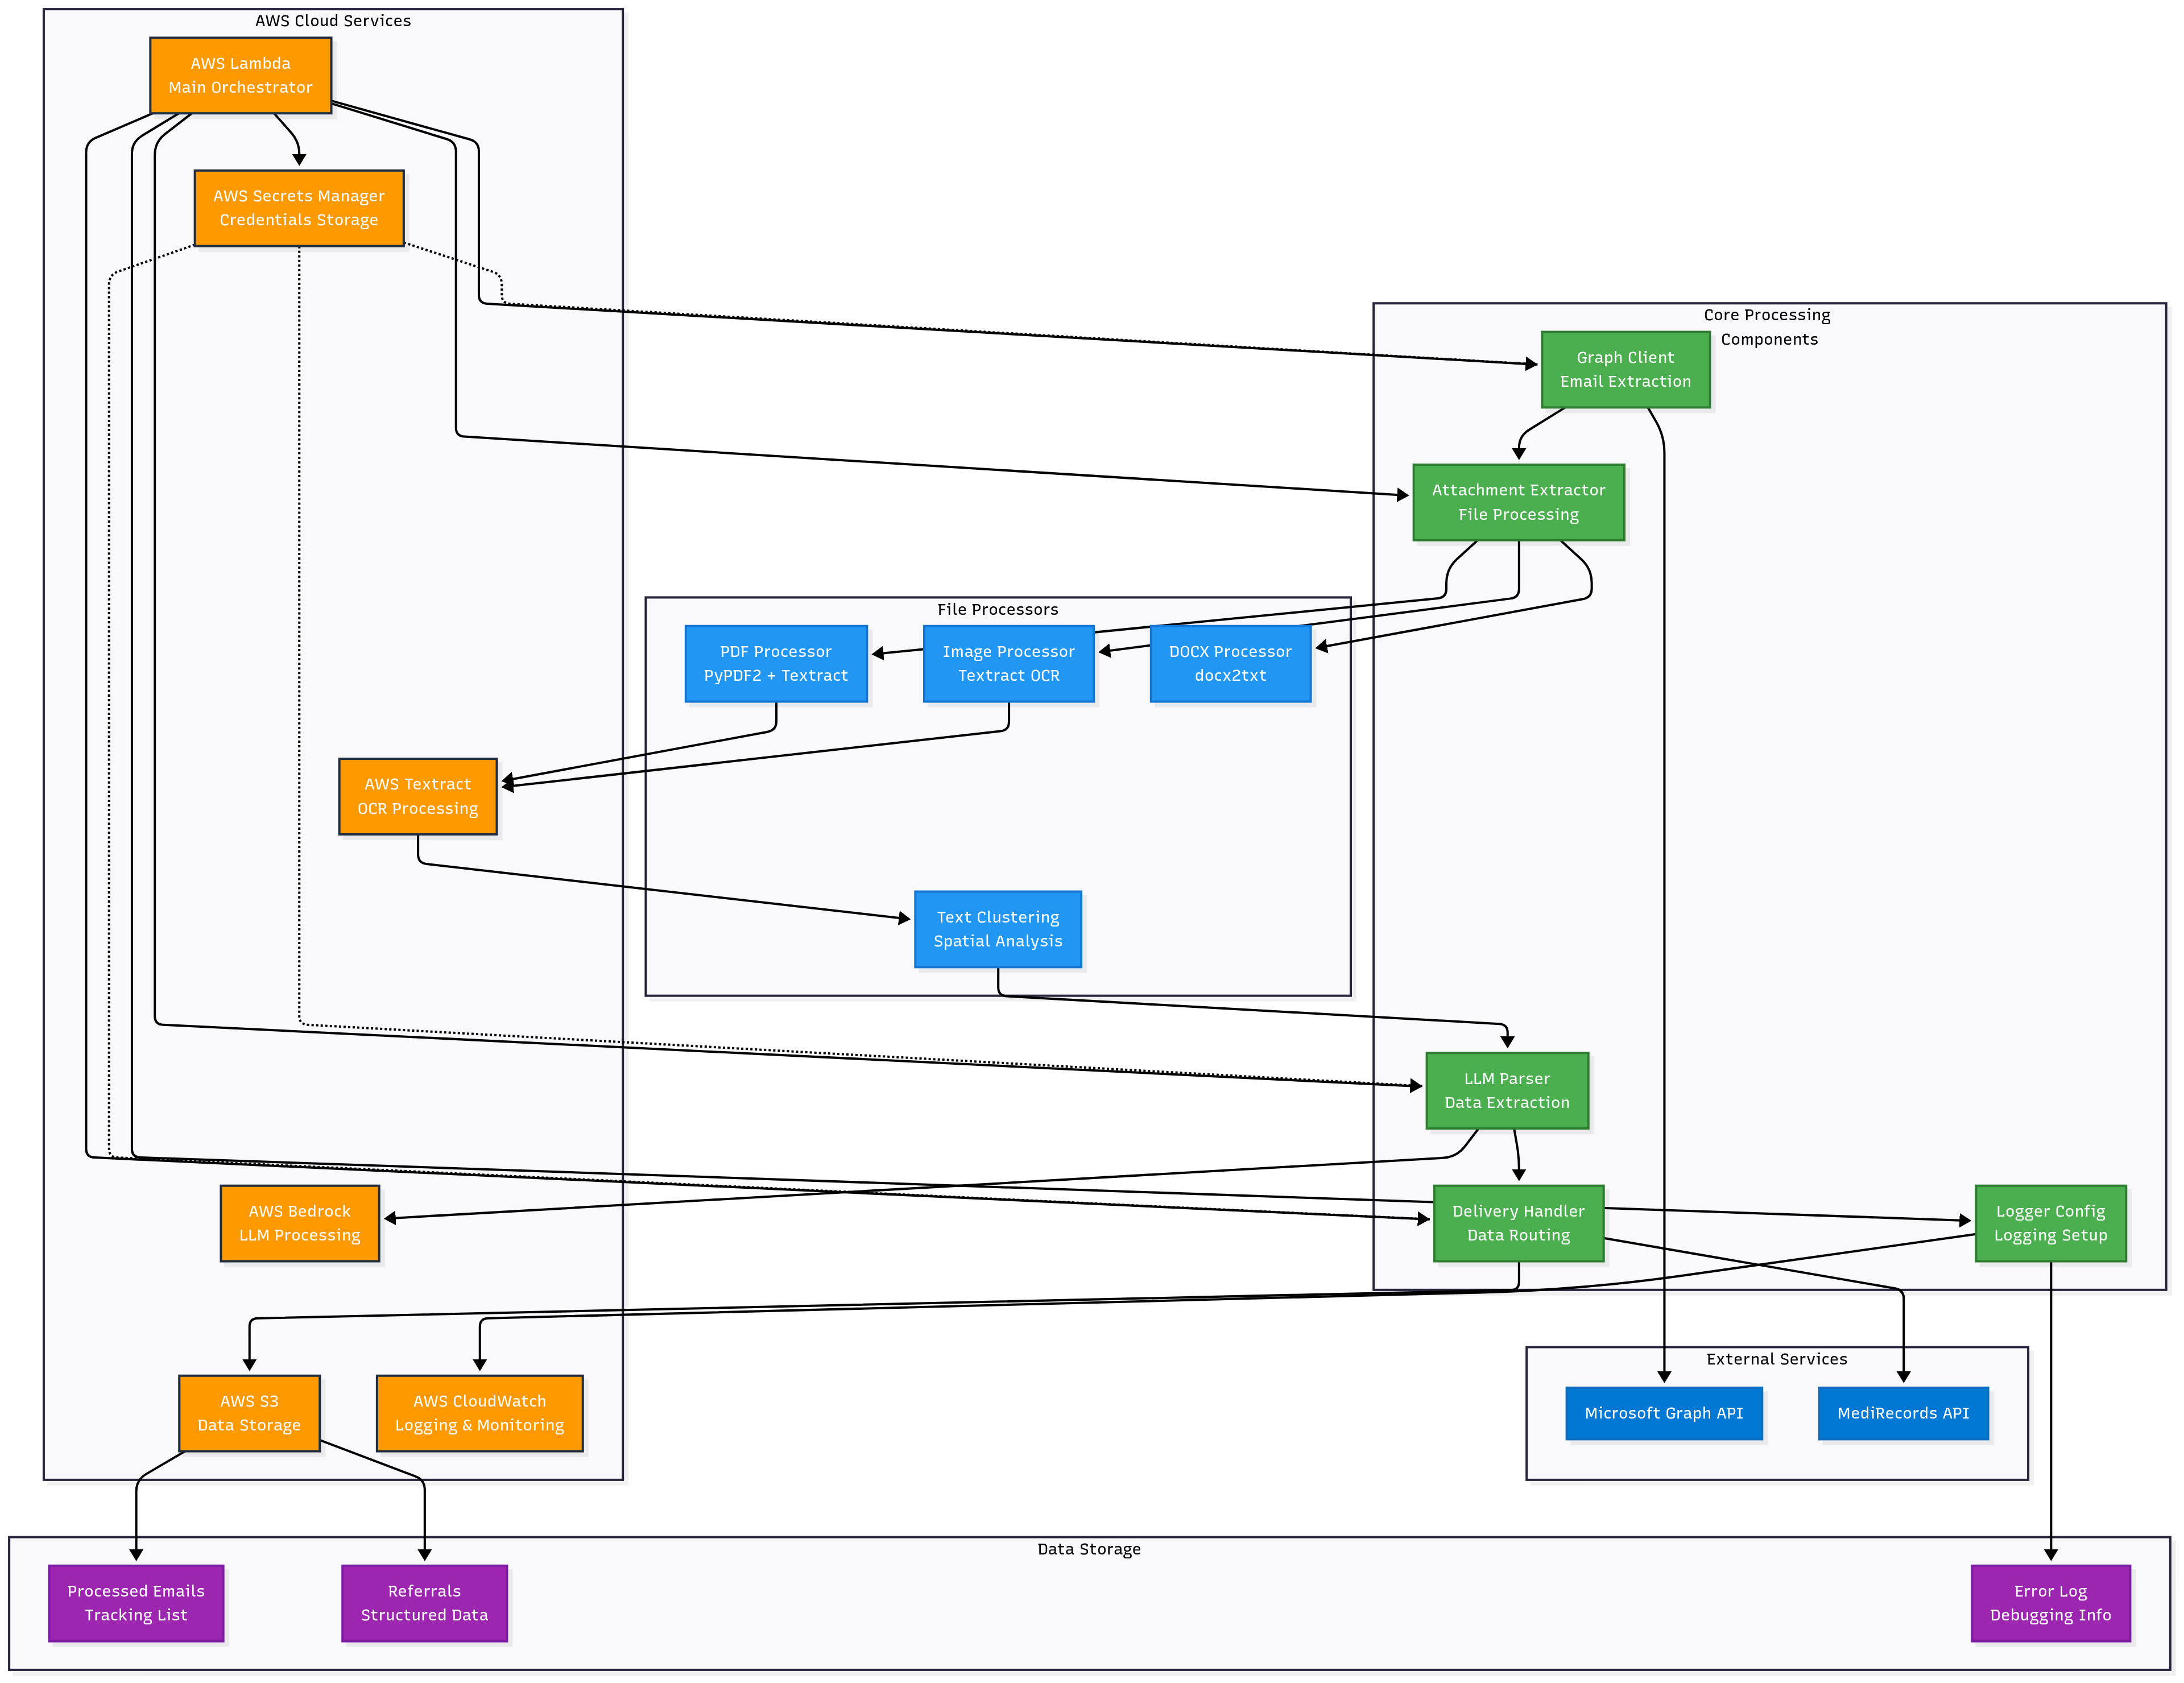 AWS Cloud Services
AWS Lambda
Main Orchestrator
AWS Secrets Manager
Credentials Storage
Core Processing
Components
Graph Client
Email Extraction
Attachment Extractor
File Processing
File Processors
PDF Processor
PyPDF2 + Textract
Image Processor
Textract OCR
DOCX Processor
docx2txt
AWS Textract
OCR Processing
Text Clustering
Spatial Analysis
LLM Parser
Data Extraction
AWS Bedrock
LLM Processing
Delivery Handler
Data Routing
Logger Config
Logging Setup
External Services
AWS S3
Data Storage
AWS CloudWatch
Logging & Monitoring
Microsoft Graph API
MediRecords API
Data Storage
Processed Emails
Tracking List
Referrals
Structured Data
Error Log
Debugging Info